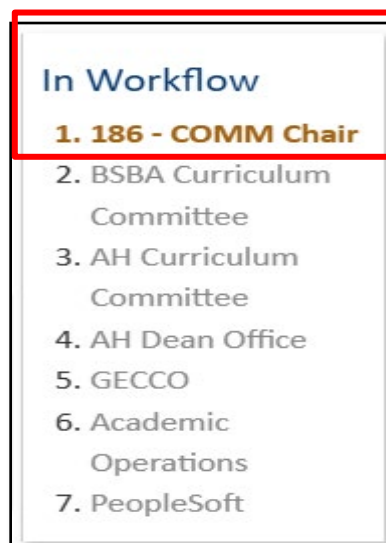 In Workflow
1. 186 - COMM Chair
2. BSBA Curriculum
Committee
3. AH Curriculum
Committee
4. AH Dean Office
5. GECCO
6. Academic
Operations
7. PeopleSoft